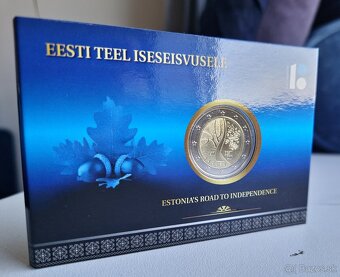 EESTI TEEL ISESEISVUSELE
ESTONIA'S ROAD TO INDEPENDENCE